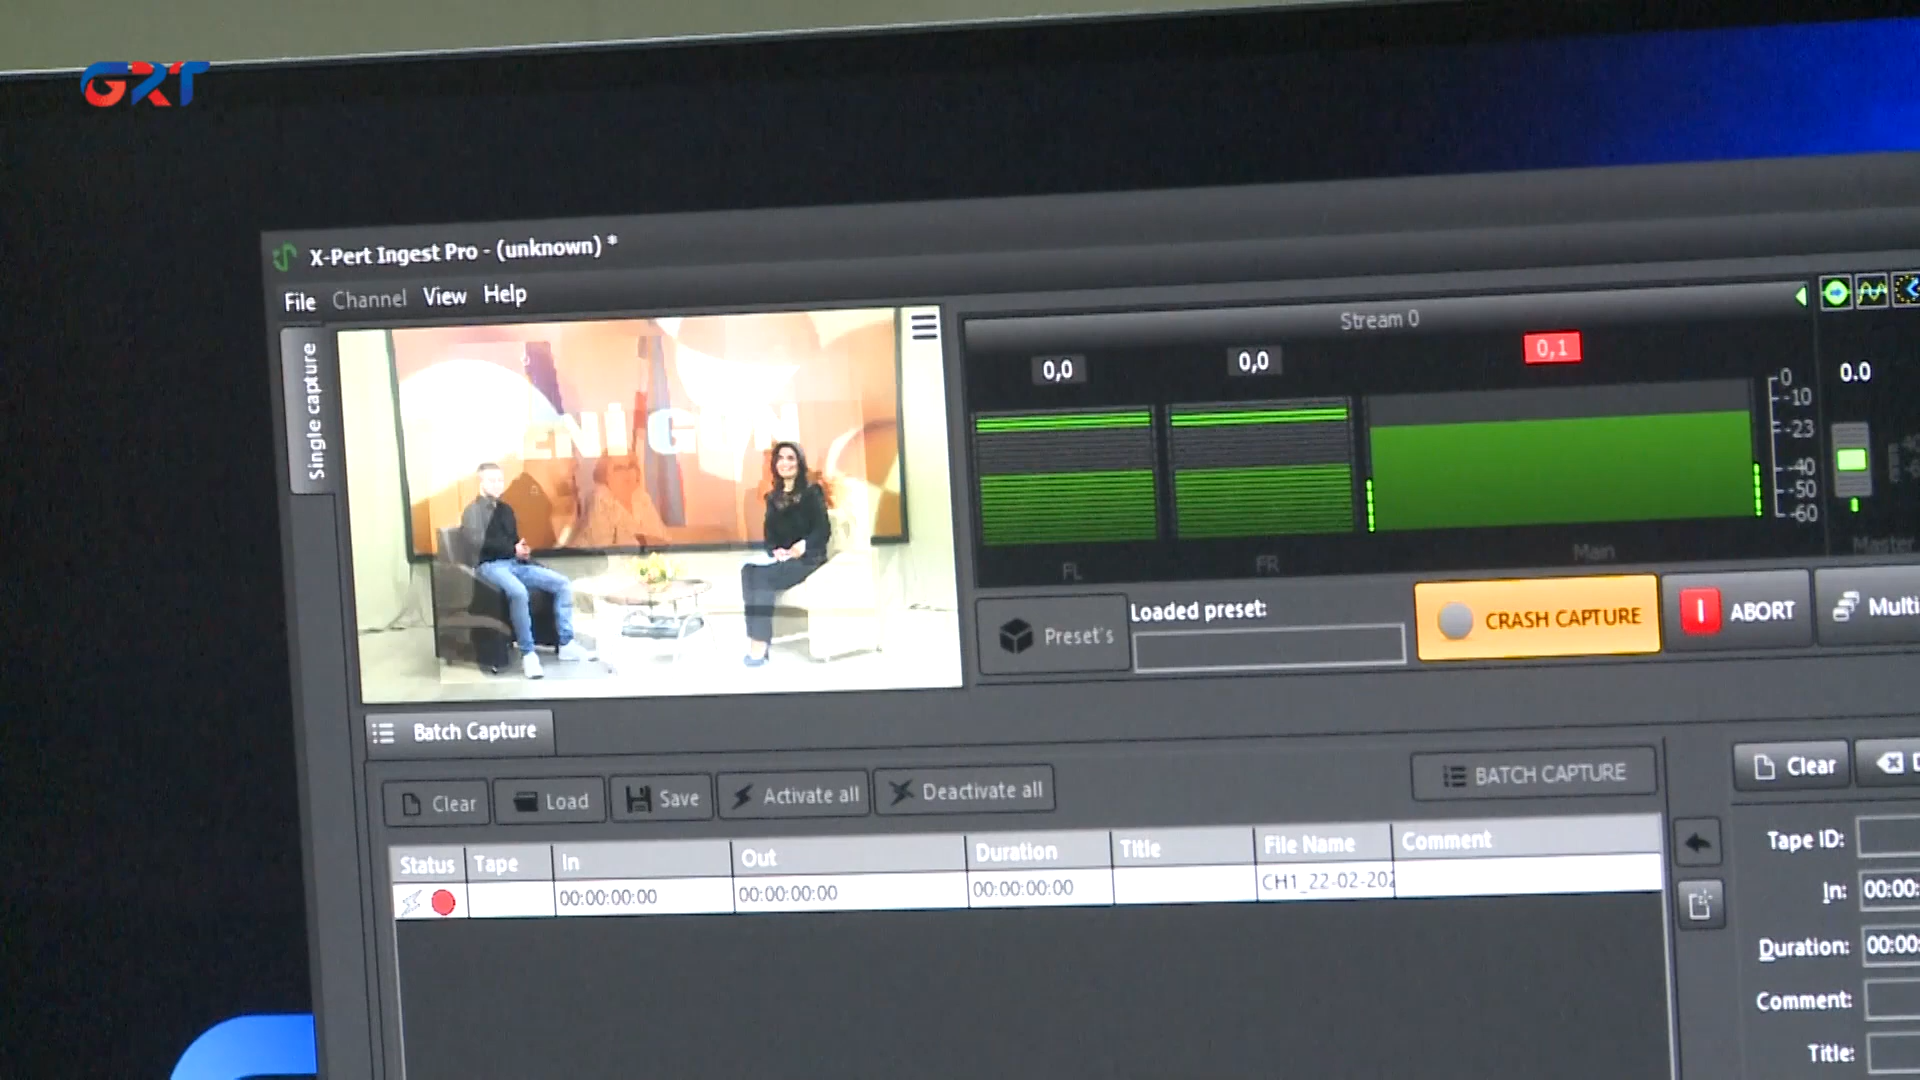 GRT
X-Pert Ingest Pro - (unknown) *
File Channel View Help
Single capture
ENİ GÜN
Stream 0
0,0 0,0 0,1
0.0
0
-10
-23
-40
-50
-60
FL FR Main Master
Preset's
Loaded preset:
CRASH CAPTURE
ABORT
Multi
Batch Capture
Clear Load Save Activate all Deactivate all
BATCH CAPTURE
Clear
Status Tape In Out Duration Title File Name Comment
00:00:00:00 00:00:00:00 00:00:00:00 CH1_22-02-202
Tape ID:
In: 00:00:
Duration: 00:00:
Comment:
Title: